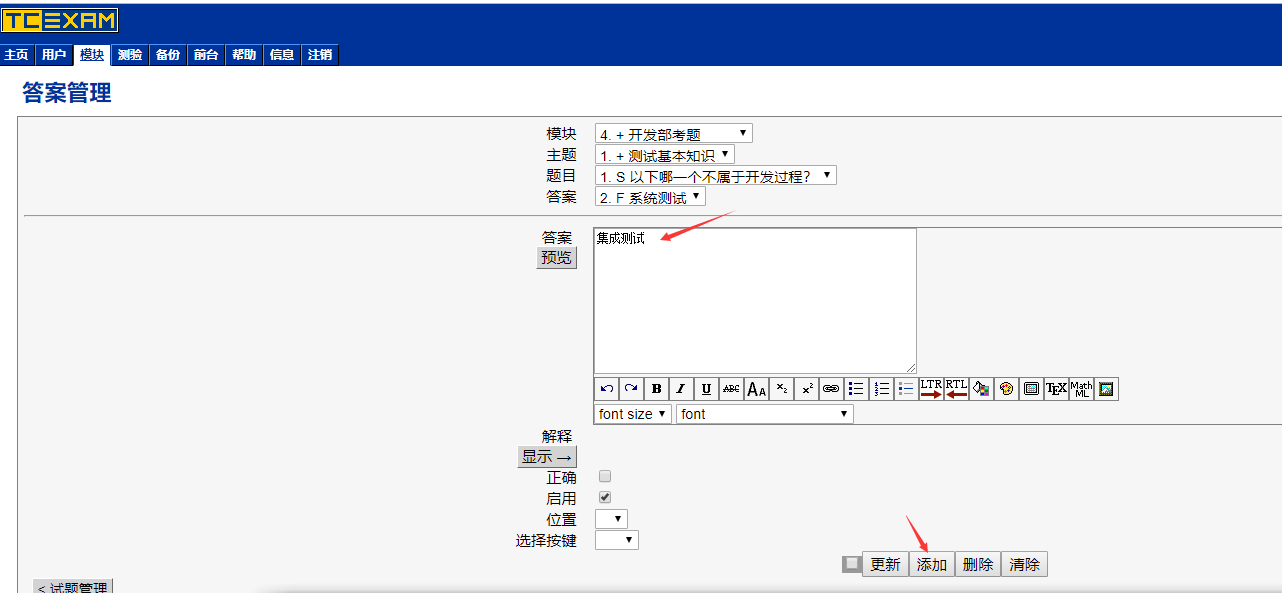 TCEXAM
主页 用户 模块 测验 备份 前台 帮助 信息 注销
答案管理
模块 4. + 开发部考题
主题 1. + 测试基本知识
题目 1. S 以下哪一个不属于开发过程?
答案 2. F 系统测试
答案 集成测试
预览
B I U ABC AA x₂ x² LTR RTL TEX Math ML
font size font
解释
显示 →
正确
启用
位置
选择按键
更新 添加 删除 清除
< 试题管理